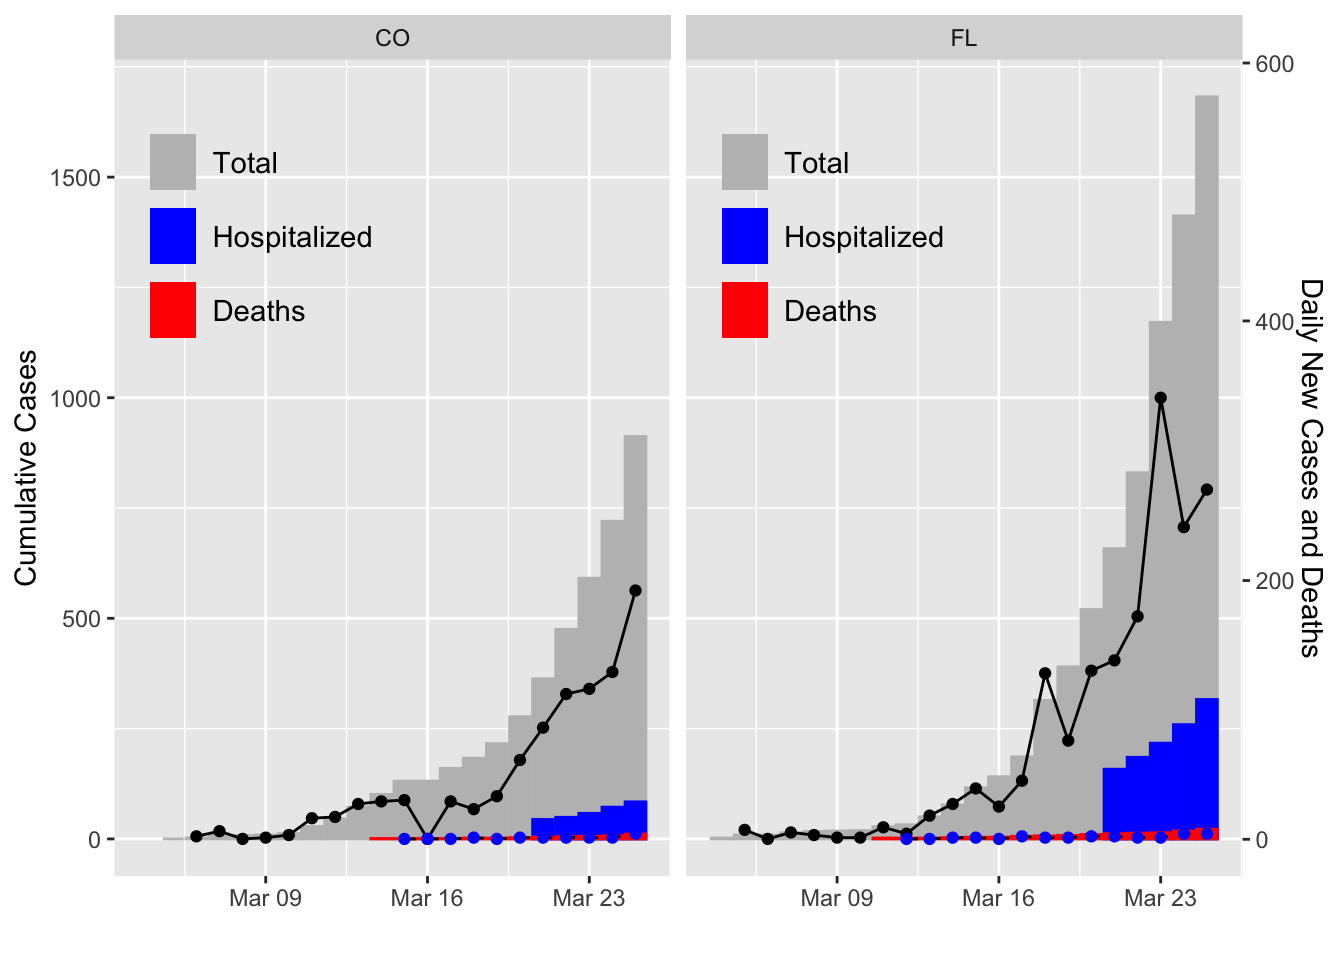 CO
FL
600
Total
Total
1500
Hospitalized
Hospitalized
Deaths
Deaths
400
1000
Cumulative Cases
Daily New Cases and Deaths
500
200
0
0
Mar 09
Mar 16
Mar 23
Mar 09
Mar 16
Mar 23